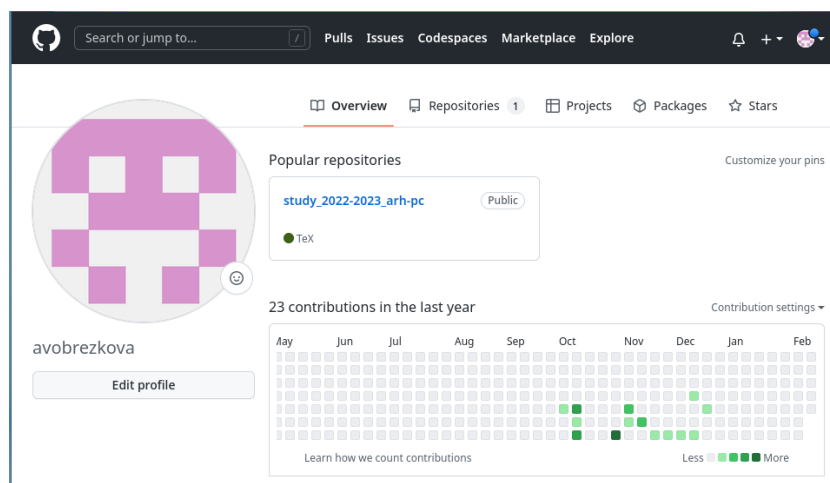 Search or jump to... /
Pulls Issues Codespaces Marketplace Explore
Overview Repositories 1 Projects Packages Stars
Popular repositories Customize your pins
study_2022-2023_arh-pc Public
TeX
23 contributions in the last year Contribution settings
Jun Jul Aug Sep Oct Nov Dec Jan Feb
Learn how we count contributions Less More
avobrezkova
Edit profile